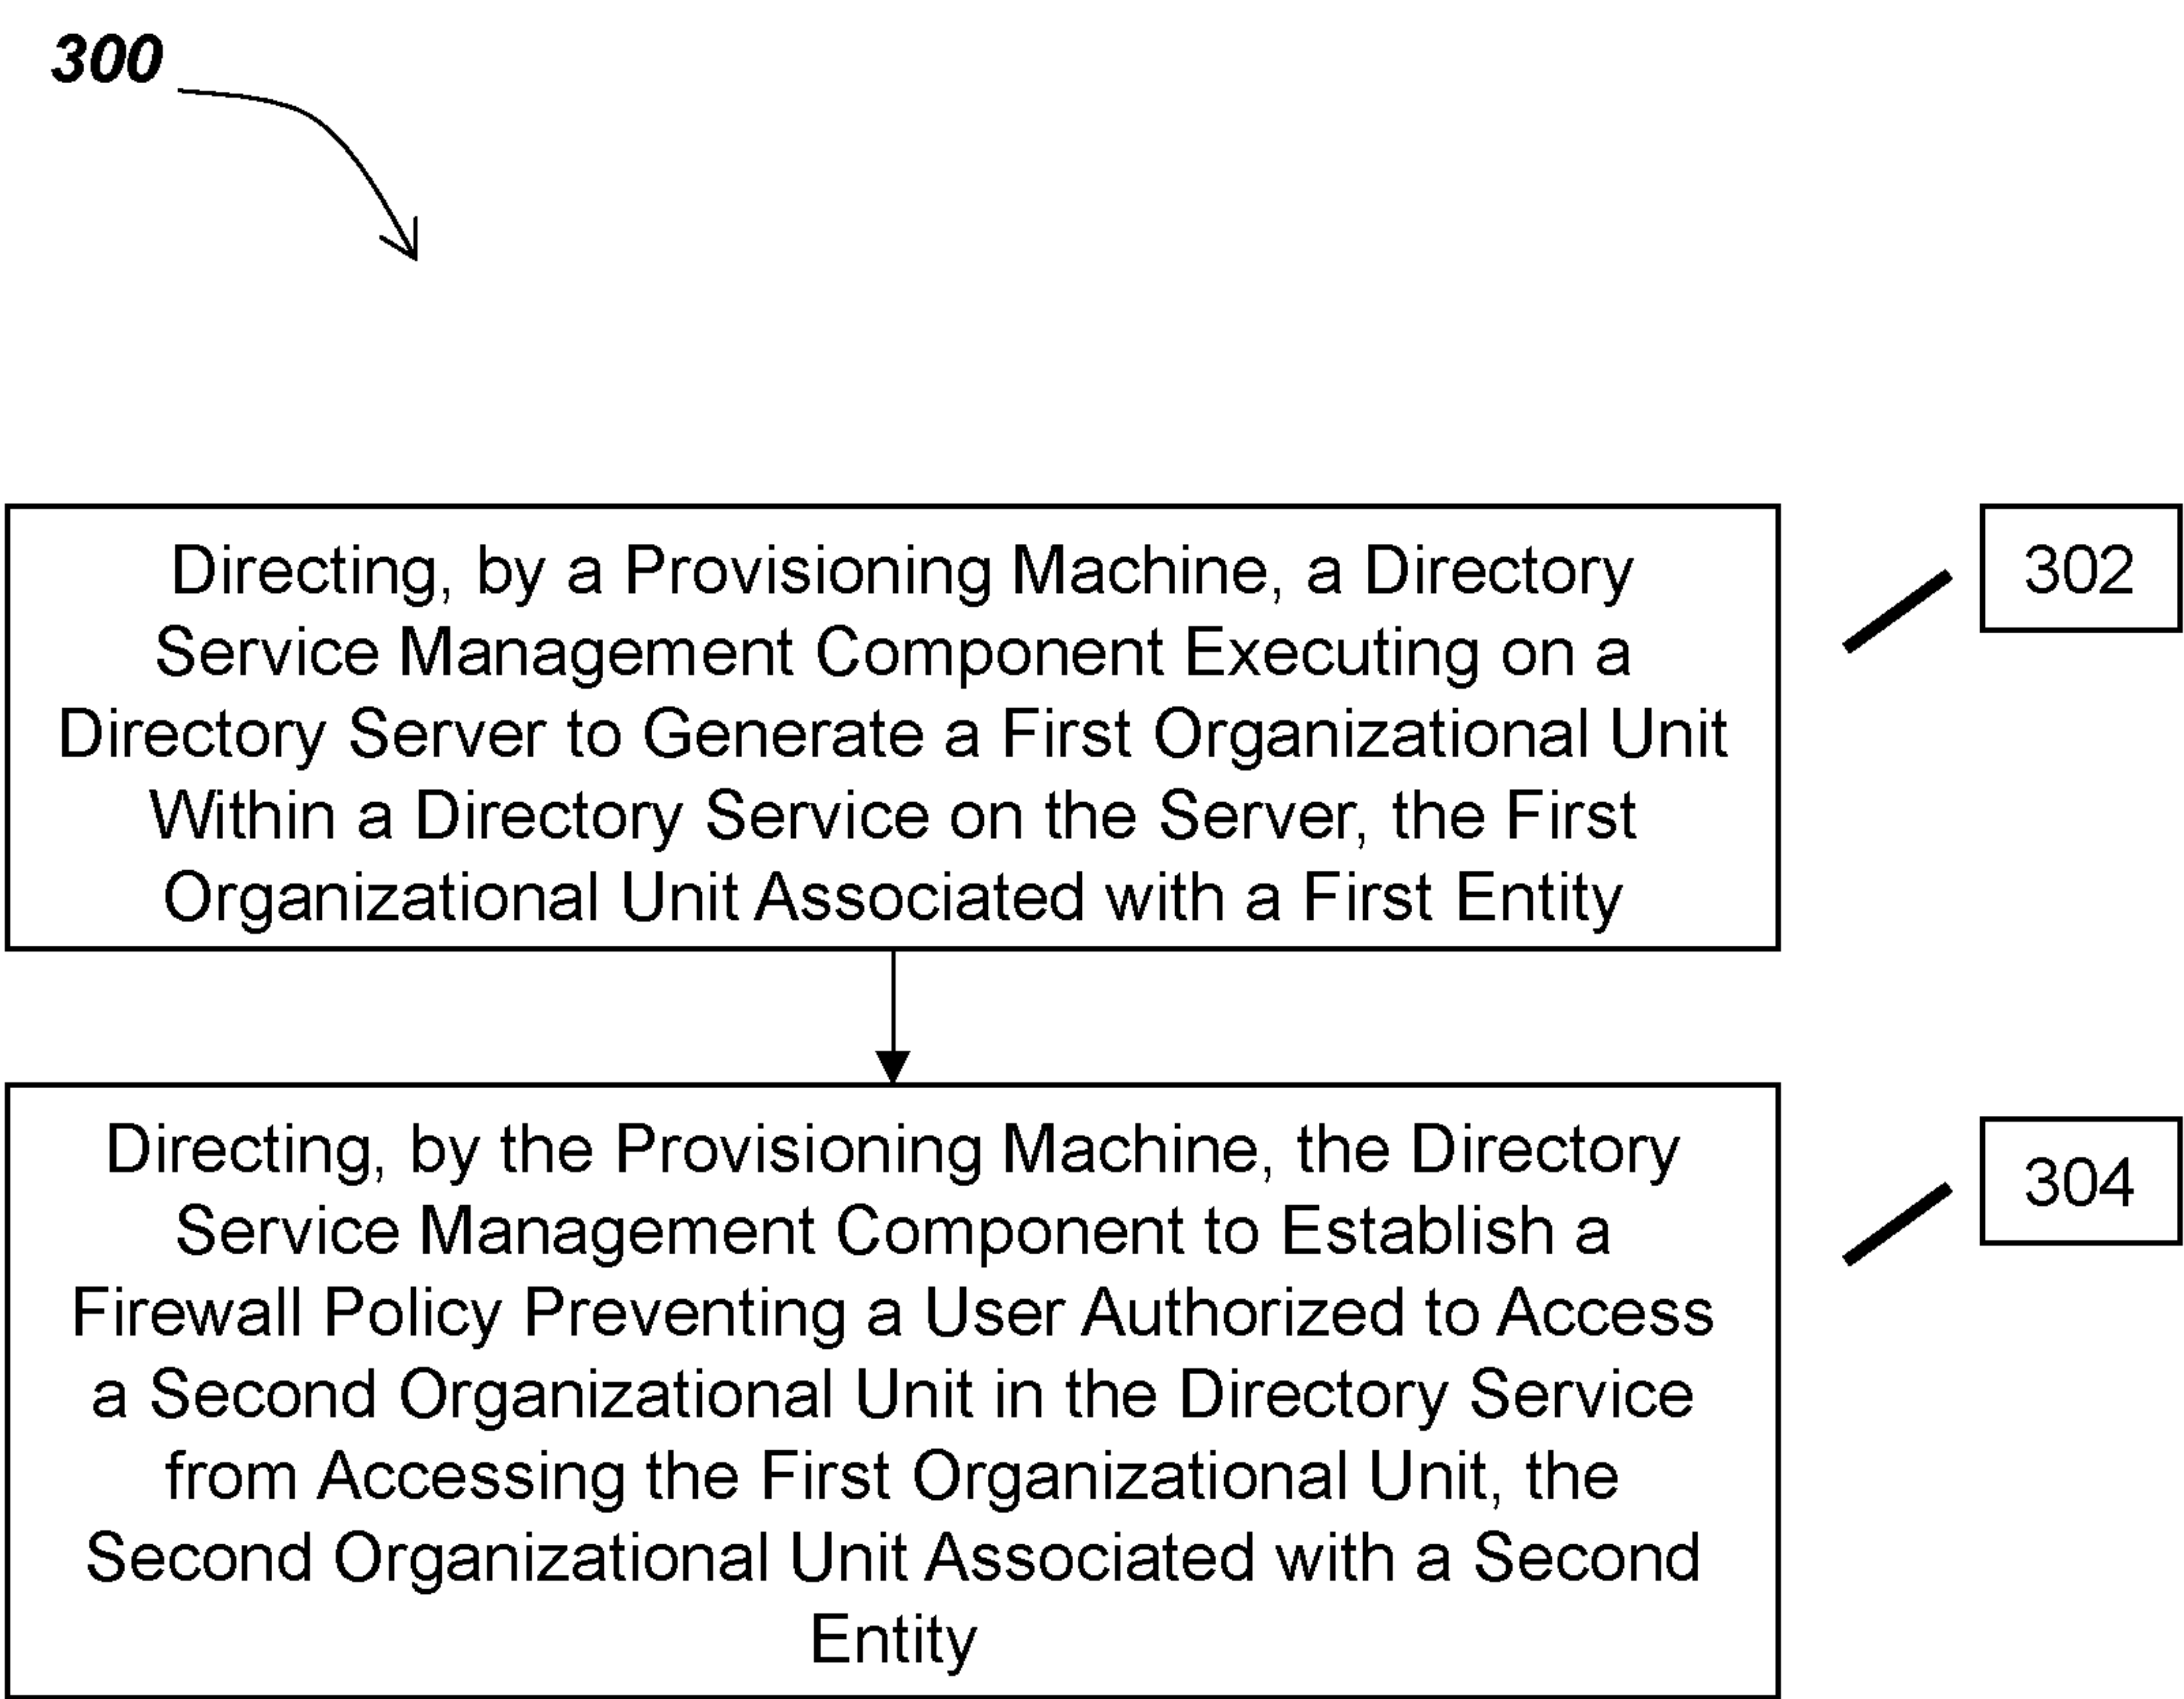 300
Directing, by a Provisioning Machine, a Directory
Service Management Component Executing on a
Directory Server to Generate a First Organizational Unit
Within a Directory Service on the Server, the First
Organizational Unit Associated with a First Entity
302
Directing, by the Provisioning Machine, the Directory
Service Management Component to Establish a
Firewall Policy Preventing a User Authorized to Access
a Second Organizational Unit in the Directory Service
from Accessing the First Organizational Unit, the
Second Organizational Unit Associated with a Second
Entity
304